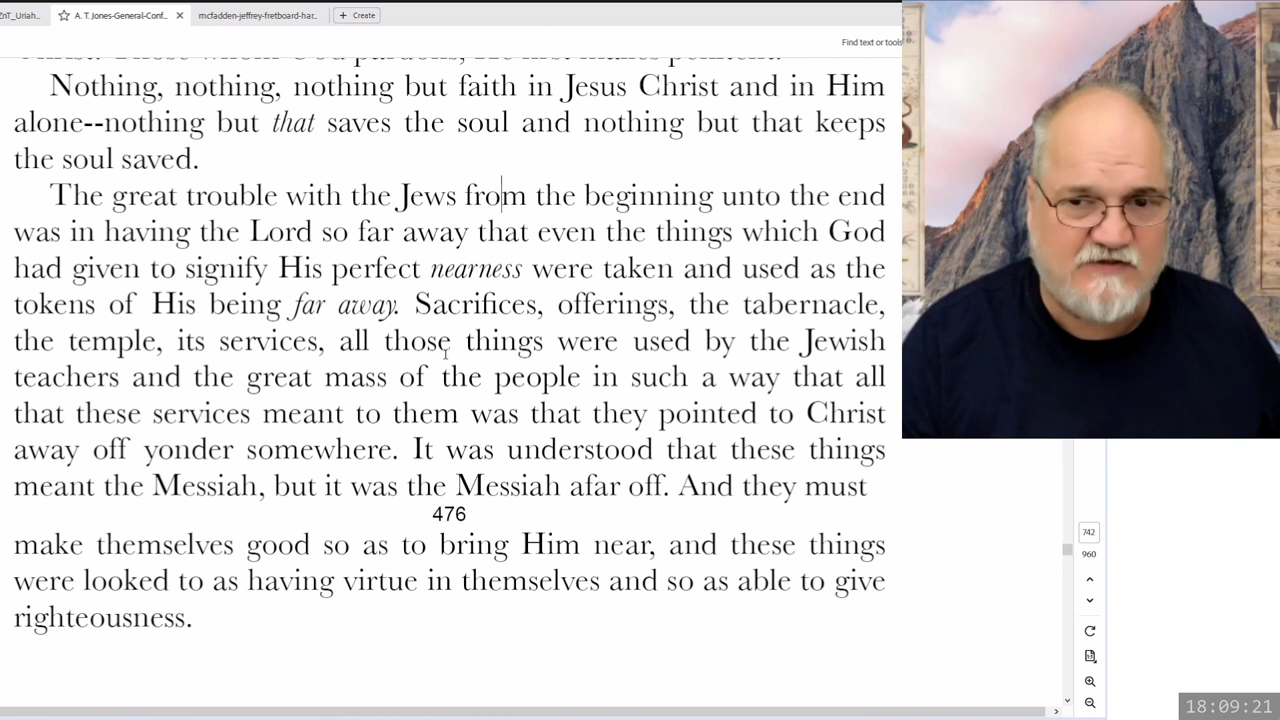 ZnT_Uriah..
A. T. Jones-General-Conf...
mcfadden-jeffrey-fretboard-har...
Create
Find text or tools
Nothing, nothing, nothing but faith in Jesus Christ and in Him
alone--nothing but that saves the soul and nothing but that keeps
the soul saved.
The great trouble with the Jews from the beginning unto the end
was in having the Lord so far away that even the things which God
had given to signify His perfect nearness were taken and used as the
tokens of His being far away. Sacrifices, offerings, the tabernacle,
the temple, its services, all those things were used by the Jewish
teachers and the great mass of the people in such a way that all
that these services meant to them was that they pointed to Christ
away off yonder somewhere. It was understood that these things
meant the Messiah, but it was the Messiah afar off. And they must
476
make themselves good so as to bring Him near, and these things
were looked to as having virtue in themselves and so as able to give
righteousness.
742
960
18:09:21